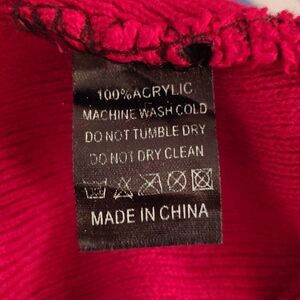 100%ACRYLIC
MACHINE WASH COLD
DO NOT TUMBLE DRY
DO NOT DRY CLEAN
MADE IN CHINA